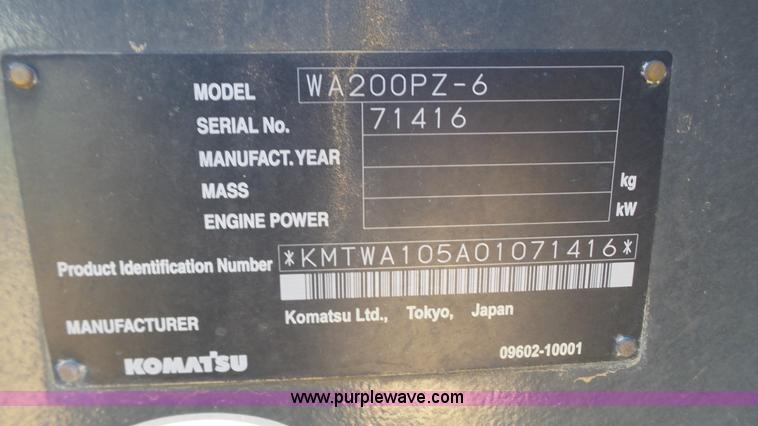 MODEL WA200PZ-6
SERIAL No. 71416
MANUFACT. YEAR
MASS kg
ENGINE POWER kW
Product Identification Number *KMTWA105A01071416*
MANUFACTURER Komatsu Ltd., Tokyo, Japan
KOMATSU 09602-10001
www.purplewave.com